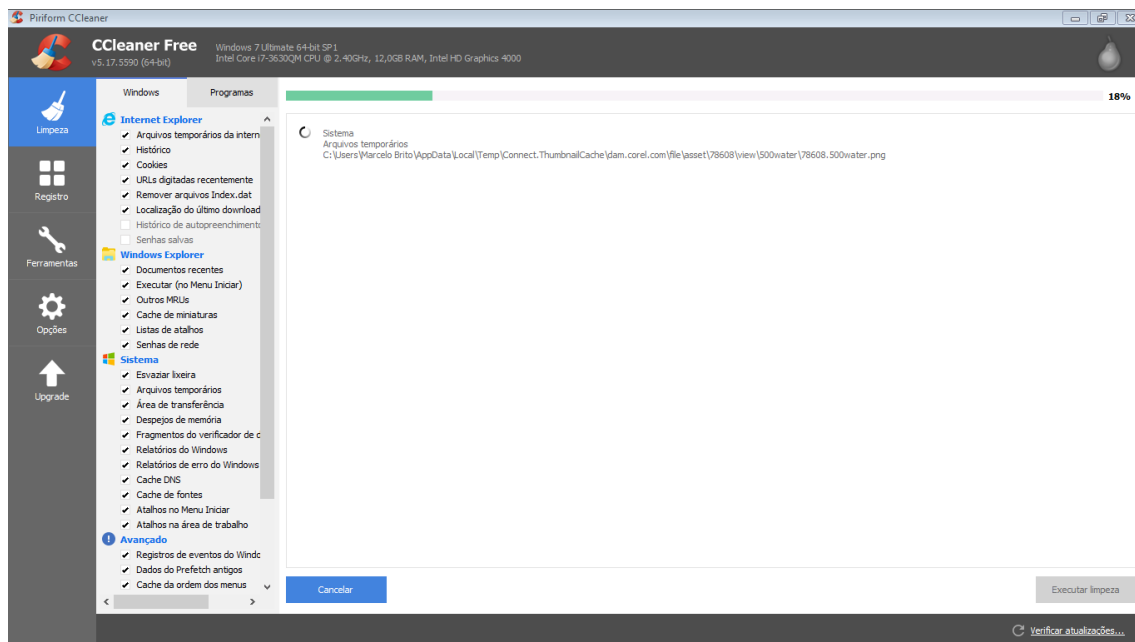 Piriform CCleaner
CCleaner Free
v5.17.5590 (64-bit)
Windows 7 Ultimate 64-bit SP1
Intel Core i7-3630QM CPU @ 2.40GHz, 12,0GB RAM, Intel HD Graphics 4000
Limpeza
Registro
Ferramentas
Opções
Upgrade
Windows
Programas
Internet Explorer
Arquivos temporários da intern
Histórico
Cookies
URLs digitadas recentemente
Remover arquivos Index.dat
Localização do último download
Histórico de autopreenchimento
Senhas salvas
Windows Explorer
Documentos recentes
Executar (no Menu Iniciar)
Outros MRUs
Cache de miniaturas
Listas de atalhos
Senhas de rede
Sistema
Esvaziar lixeira
Arquivos temporários
Área de transferência
Despejos de memória
Fragmentos do verificador de d
Relatórios do Windows
Relatórios de erro do Windows
Cache DNS
Cache de fontes
Atalhos no Menu Iniciar
Atalhos na área de trabalho
Avançado
Registros de eventos do Windo
Dados do Prefetch antigos
Cache da ordem dos menus
18%
Sistema
Arquivos temporários
C:\Users\Marcelo Brito\AppData\Local\Temp\Connect.ThumbnailCache\dam.corel.com\file\asset\78608\view\500water\78608.500water.png
Cancelar
Executar limpeza
Verificar atualizações...